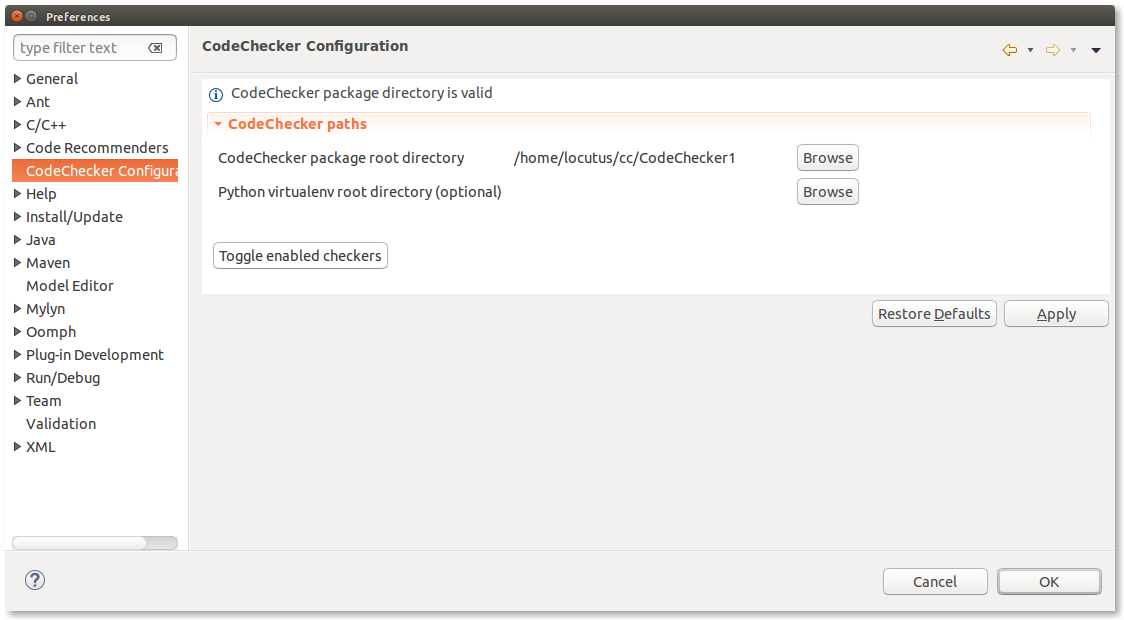 Preferences
type filter text
General
Ant
C/C++
Code Recommenders
CodeChecker Configura
Help
Install/Update
Java
Maven
Model Editor
Mylyn
Oomph
Plug-in Development
Run/Debug
Team
Validation
XML
CodeChecker Configuration
CodeChecker package directory is valid
CodeChecker paths
CodeChecker package root directory /home/locutus/cc/CodeChecker1 Browse
Python virtualenv root directory (optional) Browse
Toggle enabled checkers
Restore Defaults Apply
? Cancel OK